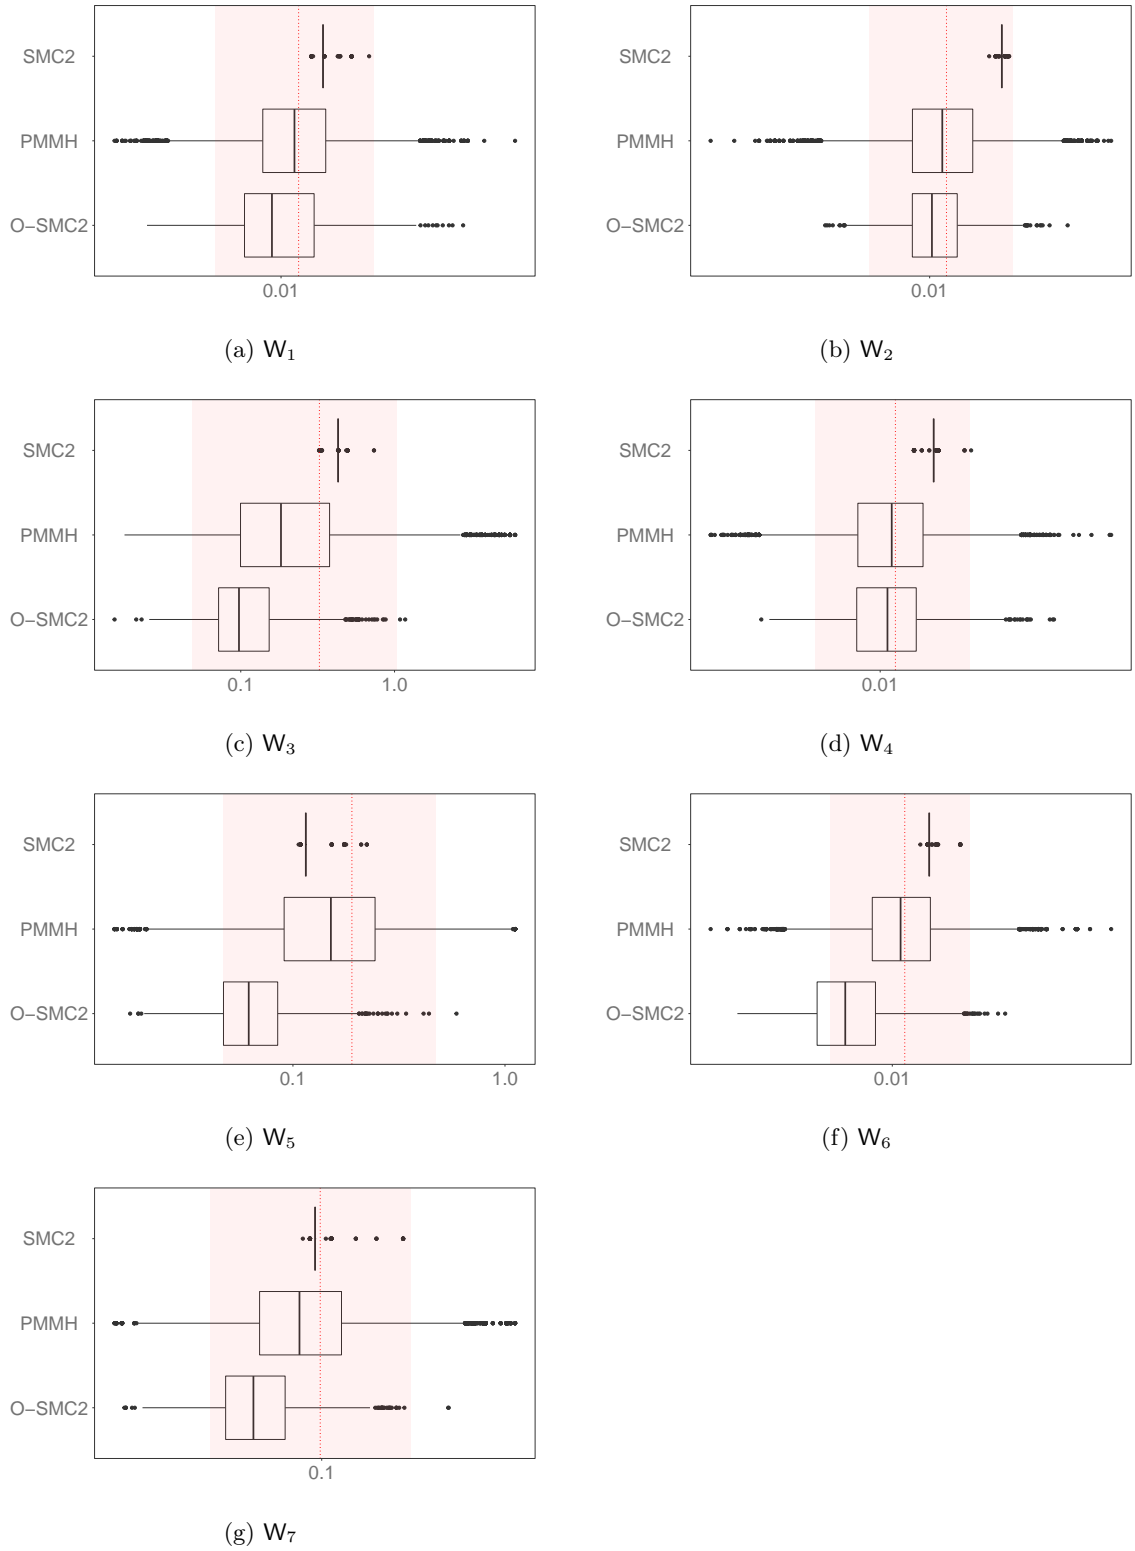 SMC2
PMMH
O−SMC2
0.01
(a) W₁
SMC2
PMMH
O−SMC2
0.01
(b) W₂
SMC2
PMMH
O−SMC2
0.1 1.0
(c) W₃
SMC2
PMMH
O−SMC2
0.01
(d) W₄
SMC2
PMMH
O−SMC2
0.1 1.0
(e) W₅
SMC2
PMMH
O−SMC2
0.01
(f) W₆
SMC2
PMMH
O−SMC2
0.1
(g) W₇